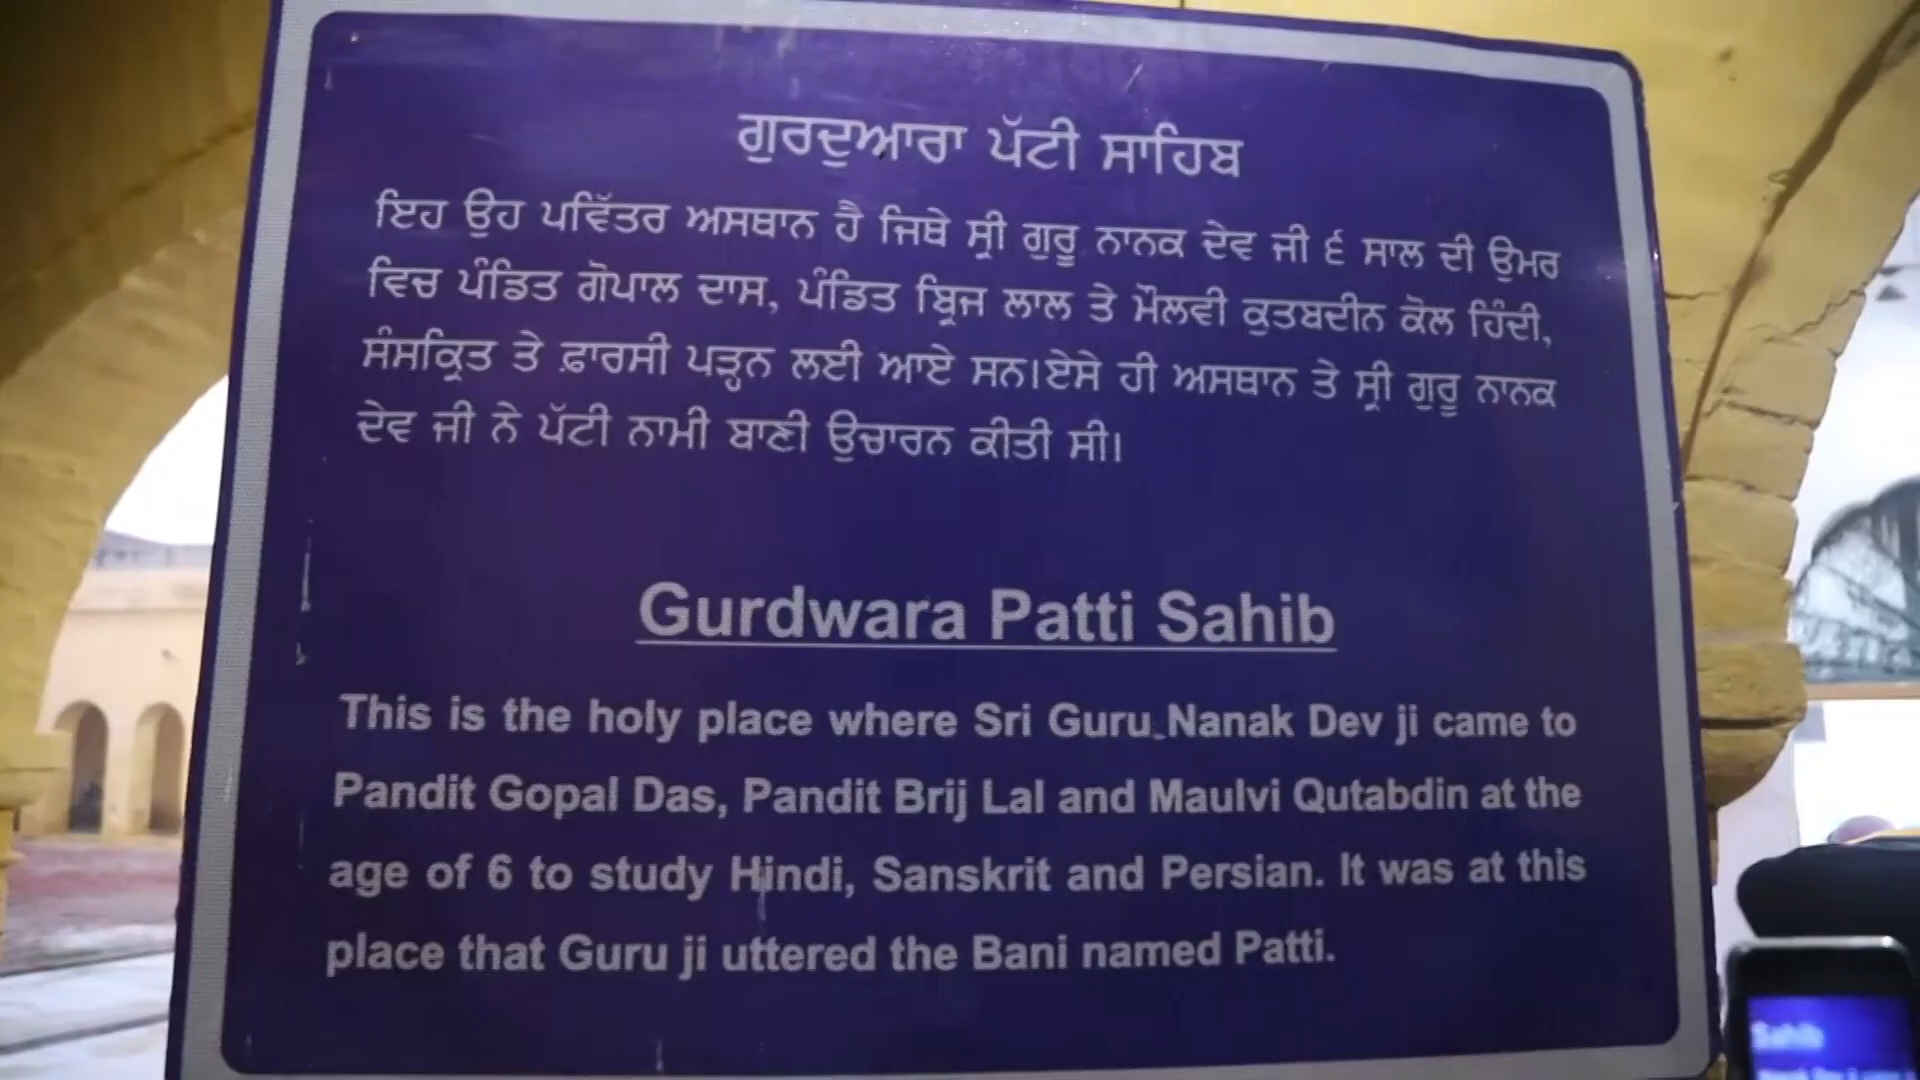 ਗੁਰਦੁਆਰਾ ਪੱਟੀ ਸਾਹਿਬ
ਇਹ ਉਹ ਪਵਿੱਤਰ ਅਸਥਾਨ ਹੈ ਜਿਥੇ ਸ੍ਰੀ ਗੁਰੂ ਨਾਨਕ ਦੇਵ ਜੀ ੬ ਸਾਲ ਦੀ ਉਮਰ
ਵਿਚ ਪੰਡਿਤ ਗੋਪਾਲ ਦਾਸ, ਪੰਡਿਤ ਬ੍ਰਿਜ ਲਾਲ ਤੇ ਮੌਲਵੀ ਕੁਤਬਦੀਨ ਕੋਲ ਹਿੰਦੀ,
ਸੰਸਕ੍ਰਿਤ ਤੇ ਫ਼ਾਰਸੀ ਪੜ੍ਹਨ ਲਈ ਆਏ ਸਨ।ਏਸੇ ਹੀ ਅਸਥਾਨ ਤੇ ਸ੍ਰੀ ਗੁਰੂ ਨਾਨਕ
ਦੇਵ ਜੀ ਨੇ ਪੱਟੀ ਨਾਮੀ ਬਾਣੀ ਉਚਾਰਨ ਕੀਤੀ ਸੀ।
Gurdwara Patti Sahib
This is the holy place where Sri Guru Nanak Dev ji came to
Pandit Gopal Das, Pandit Brij Lal and Maulvi Qutabdin at the
age of 6 to study Hindi, Sanskrit and Persian. It was at this
place that Guru ji uttered the Bani named Patti.
Sahib